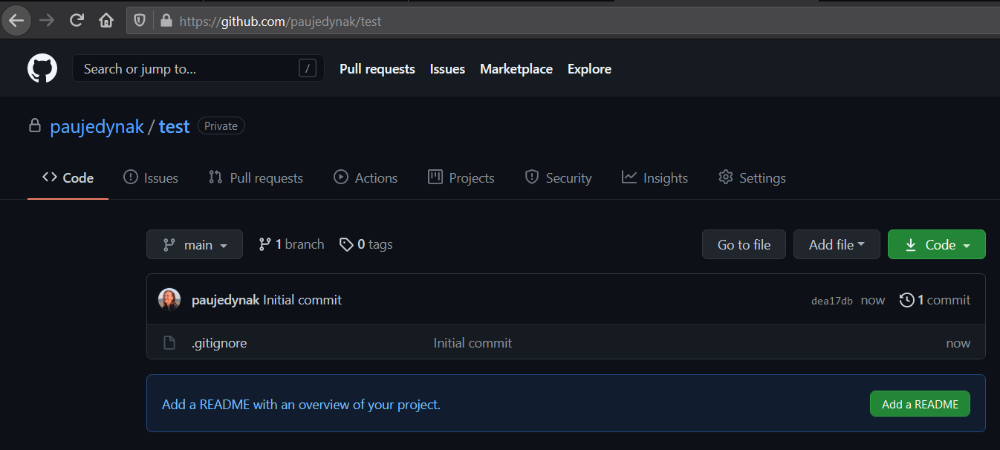 https://github.com/paujedynak/test
Search or jump to... / Pull requests Issues Marketplace Explore
paujedynak / test Private
Code Issues Pull requests Actions Projects Security Insights Settings
main 1 branch 0 tags Go to file Add file Code
paujedynak Initial commit dea17db now 1 commit
.gitignore Initial commit now
Add a README with an overview of your project. Add a README